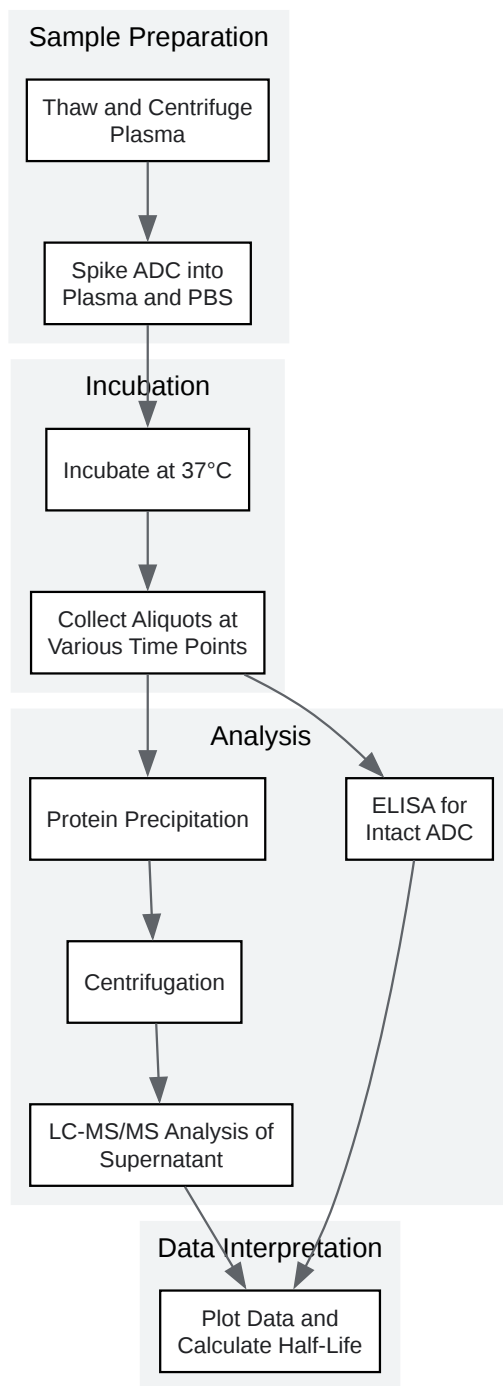 Sample Preparation
Thaw and Centrifuge
Plasma
Spike ADC into
Plasma and PBS
Incubation
Incubate at 37°C
Collect Aliquots at
Various Time Points
Analysis
Protein Precipitation
ELISA for
Intact ADC
Centrifugation
LC-MS/MS Analysis of
Supernatant
Data Interpretation
Plot Data and
Calculate Half-Life